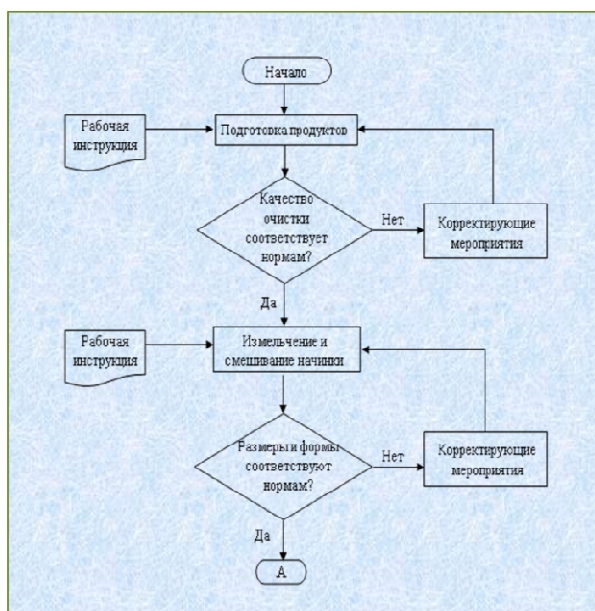 Начало
Рабочая
инструкция
Подготовка продуктов
Качество
очистки
соответствует
нормам?
Нет
Корректирующие
мероприятия
Да
Рабочая
инструкция
Измельчение и
смешивание начинки
Размеры и формы
соответствуют
нормам?
Нет
Корректирующие
мероприятия
Да
А